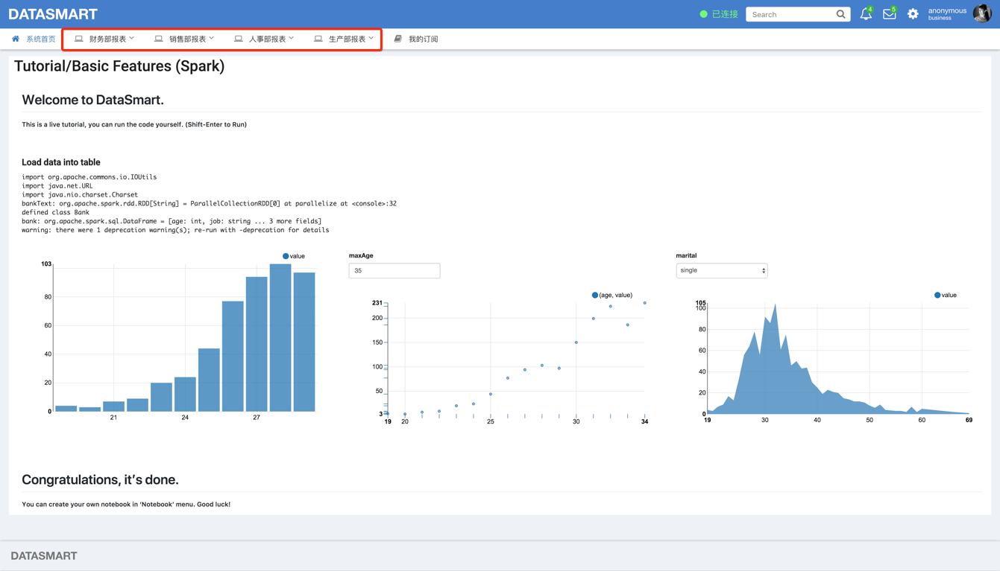 DATASMART
已连接
Search
4
5
anonymous
business
系统首页 财务部报表 销售部报表 人事部报表 生产部报表 我的订阅
Tutorial/Basic Features (Spark)
Welcome to DataSmart.
This is a live tutorial, you can run the code yourself. (Shift-Enter to Run)
Load data into table
import org.apache.commons.io.IOUtils
import java.net.URL
import java.nio.charset.Charset
bankText: org.apache.spark.rdd.RDD[String] = ParallelCollectionRDD[0] at parallelize at <console>:32
defined class Bank
bank: org.apache.spark.sql.DataFrame = [age: int, job: string ... 3 more fields]
warning: there were 1 deprecation warning(s); re-run with -deprecation for details
value
103
80
60
40
20
0
21 24 27
maxAge
35
(age, value)
231
200
150
100
50
3
19 20 25 30 34
marital
single
value
105
100
80
60
40
20
0
19 30 40 50 60 69
Congratulations, it's done.
You can create your own notebook in 'Notebook' menu. Good luck!
DATASMART